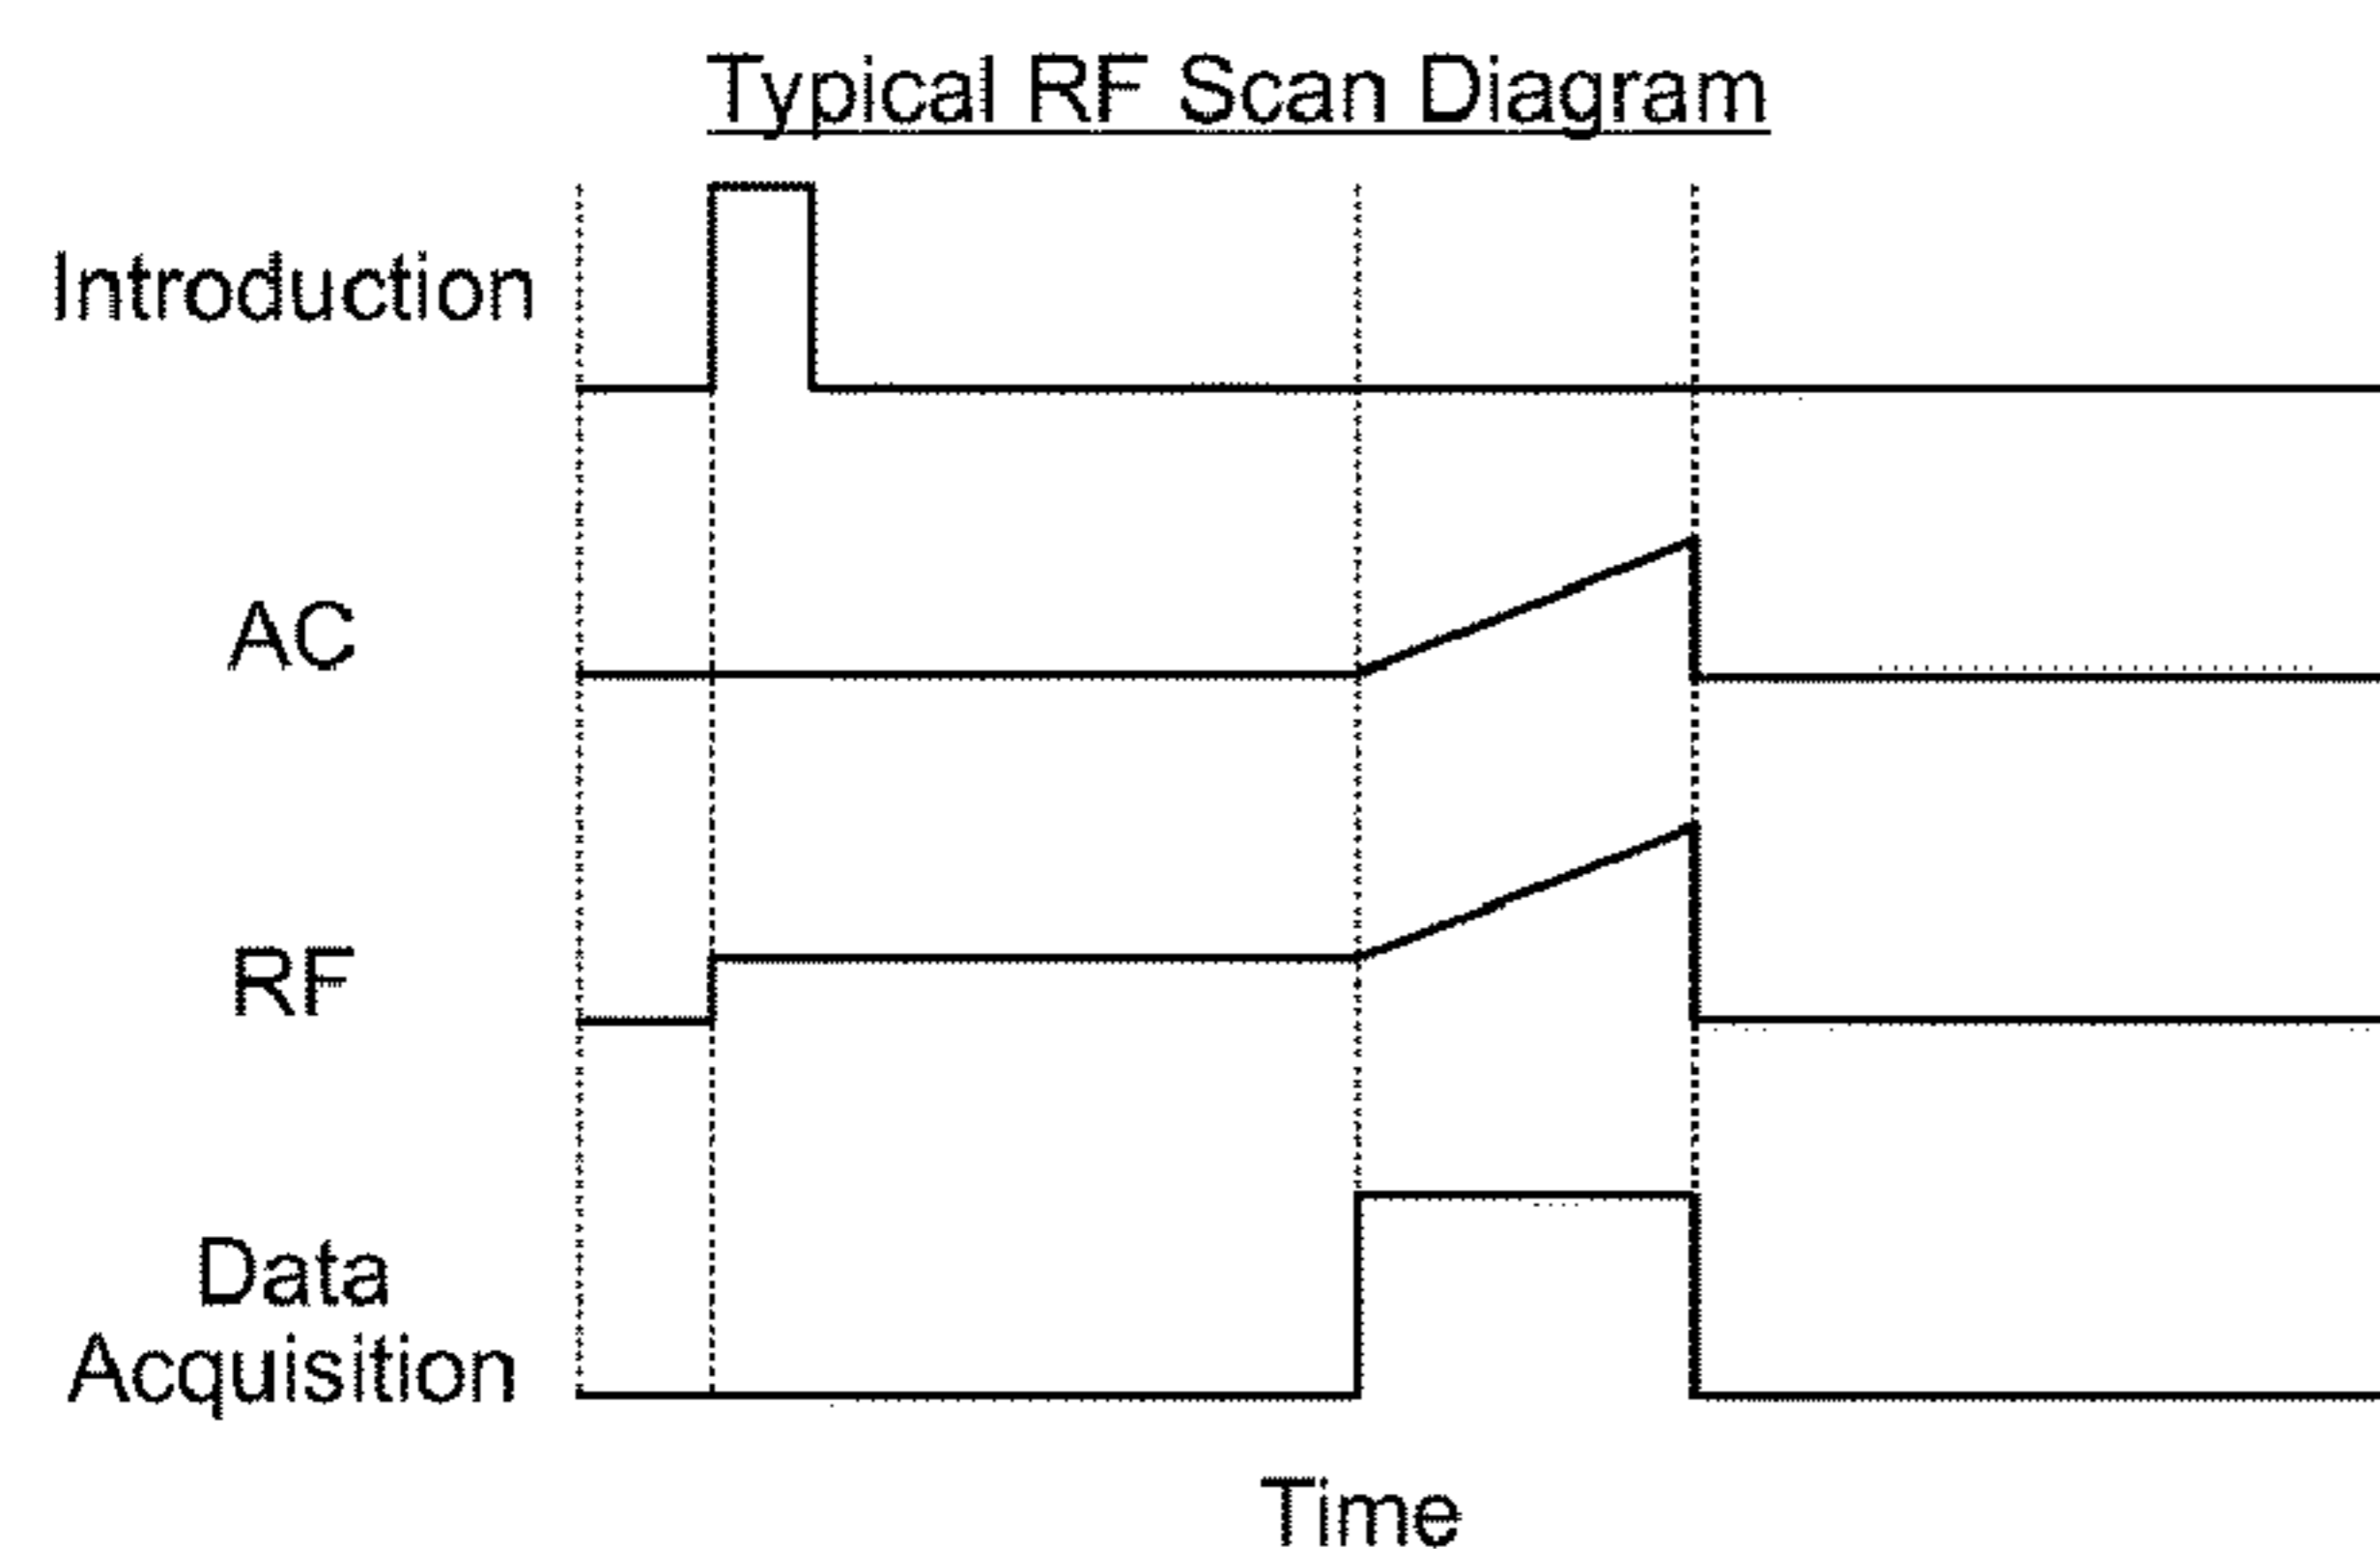 Typical RF Scan Diagram
Introduction
AC
RF
Data
Acquisition
Time